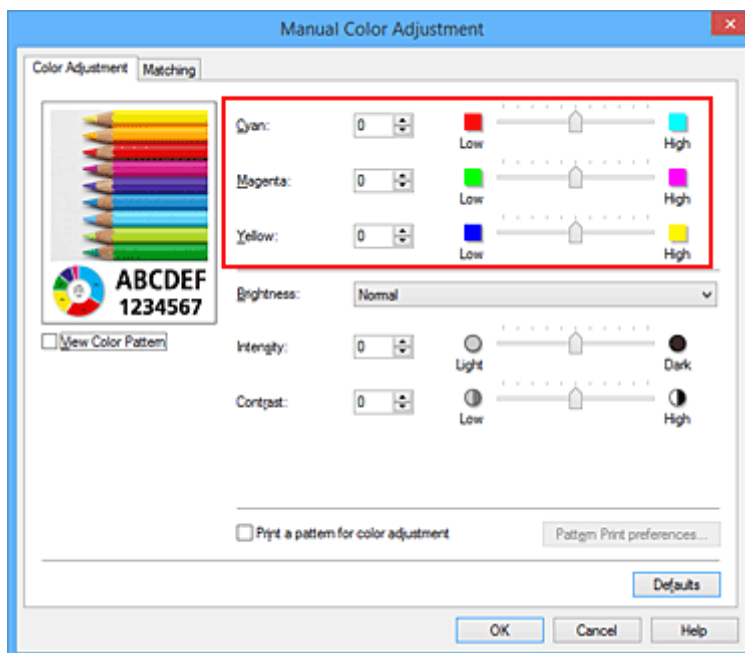 Manual Color Adjustment
Color Adjustment Matching
Cyan: 0 Low High
Magenta: 0 Low High
Yellow: 0 Low High
ABCDEF
1234567
View Color Pattern
Brightness: Normal
Intensity: 0 Light Dark
Contrast: 0 Low High
Print a pattern for color adjustment Pattern Print preferences...
Defaults
OK Cancel Help